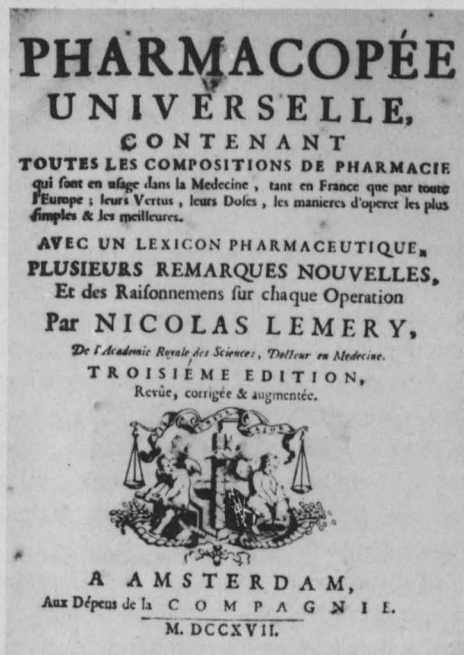 PHARMACOPÉE
UNIVERSELLE,
CONTENANT
TOUTES LES COMPOSITIONS DE PHARMACIE
qui ſont en uſage dans la Medecine, tant en France que par toute
l'Europe; leurs Vertus, leurs Doſes, les manieres d'operer les plus
ſimples & les meilleures.
AVEC UN LEXICON PHARMACEUTIQUE,
PLUSIEURS REMARQUES NOUVELLES,
Et des Raiſonnemens ſur chaque Operation
Par NICOLAS LEMERY,
De l'Academie Royale des Sciences, Docteur en Medecine.
TROISIÉME EDITION,
Revûe, corrigée & augmentée.
A AMSTERDAM,
Aux Dépens de la COMPAGNIE.
M. DCCXVII.